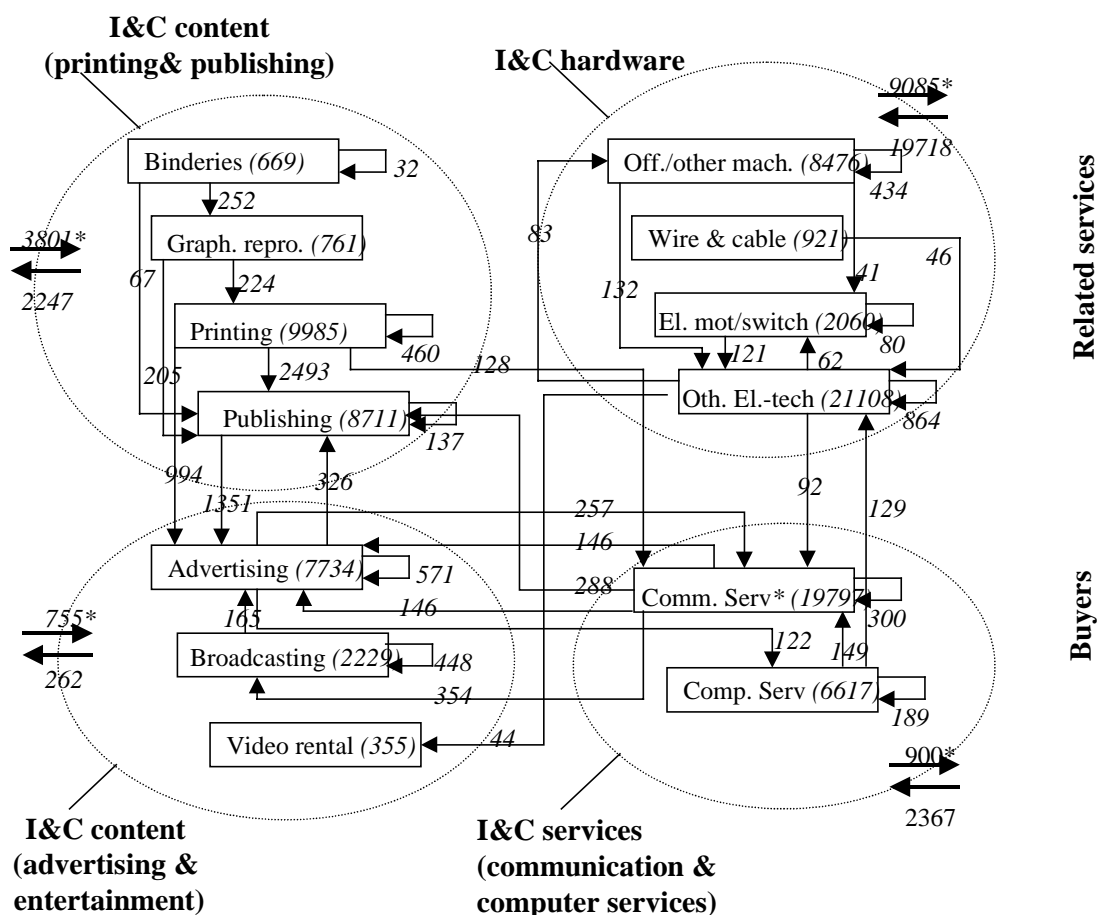 I&C content
(printing& publishing)
I&C hardware
9085*
19718
Binderies (669)
32
Off./other mach. (8476)
434
252
3801*
2247
Graph. repro. (761)
67
224
83
Wire & cable (921)
46
132
41
Printing (9985)
460
El. mot/switch (2060)
80
205
2493
128
121
62
Publishing (8711)
137
Oth. El.-tech (21108)
864
994
1351
326
92
129
257
146
Advertising (7734)
571
288
Comm. Serv* (19797)
300
755*
262
165
146
122
149
Broadcasting (2229)
448
354
Comp. Serv (6617)
189
Video rental (355)
44
900*
2367
I&C content
(advertising &
entertainment)
I&C services
(communication &
computer services)
Related services
Buyers